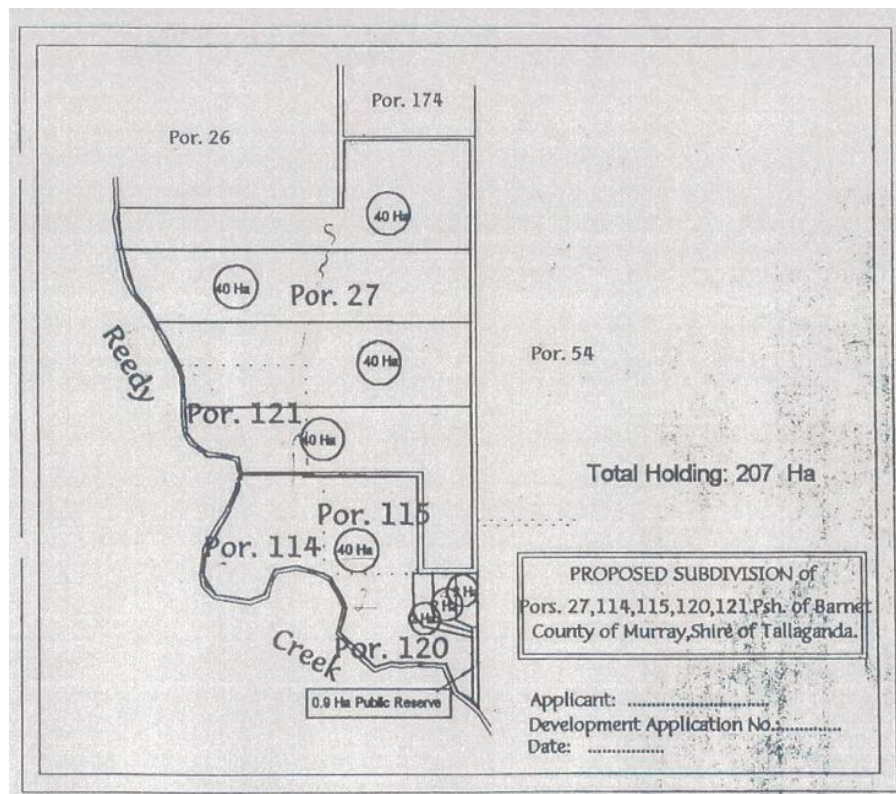 Por. 174
Por. 26
40 Ha
40 Ha
Por. 27
Reedy
40 Ha
Por. 54
Por. 121
40 Ha
Total Holding: 207 Ha
Por. 115
Por. 114
40 Ha
Ha
Ha
Ha
Creek
Por. 120
0.9 Ha Public Reserve
PROPOSED SUBDIVISION of
Pors. 27,114,115,120,121.Psh. of Barnet
County of Murray,Shire of Tallaganda.
Applicant: ........................
Development Application No.:.............
Date: ...............